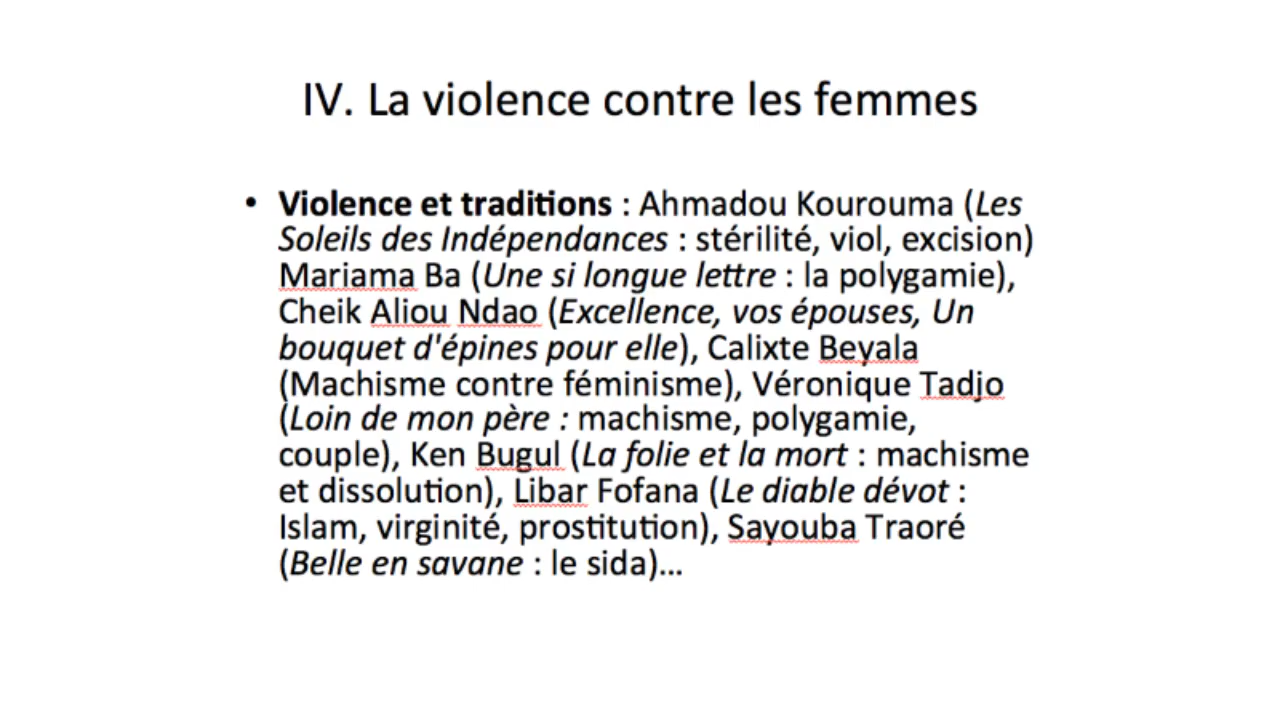 IV. La violence contre les femmes
• Violence et traditions : Ahmadou Kourouma (Les
Soleils des Indépendances : stérilité, viol, excision)
Mariama Ba (Une si longue lettre : la polygamie),
Cheik Aliou Ndao (Excellence, vos épouses, Un
bouquet d'épines pour elle), Calixte Beyala
(Machisme contre féminisme), Véronique Tadjo
(Loin de mon père : machisme, polygamie,
couple), Ken Bugul (La folie et la mort : machisme
et dissolution), Libar Fofana (Le diable dévot :
Islam, virginité, prostitution), Sayouba Traoré
(Belle en savane : le sida)...